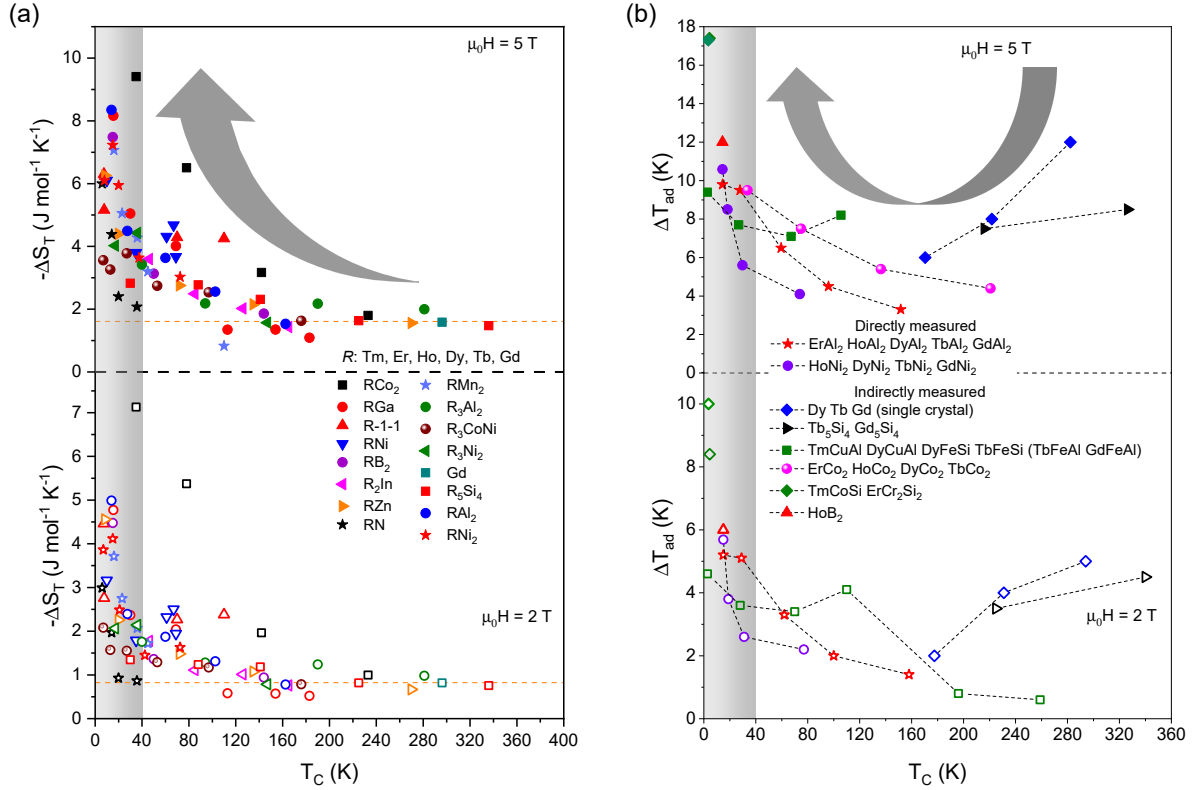 (a)
μ₀H = 5 T
10
8
6
4
2
0
-ΔS_T (J mol⁻¹ K⁻¹)
R: Tm, Er, Ho, Dy, Tb, Gd
RCo₂
RGa
R-1-1
RNi
RB₂
R₂In
RZn
RN
RMn₂
R₃Al₂
R₃CoNi
R₃Ni₂
Gd
R₅Si₄
RAl₂
RNi₂
7
6
5
4
3
2
1
0
-ΔS_T (J mol⁻¹ K⁻¹)
μ₀H = 2 T
0 40 80 120 160 200 240 280 320 360 400
T_C (K)
(b)
μ₀H = 5 T
18
16
14
12
10
8
6
4
2
0
ΔT_ad (K)
Directly measured
ErAl₂ HoAl₂ DyAl₂ TbAl₂ GdAl₂
HoNi₂ DyNi₂ TbNi₂ GdNi₂
Indirectly measured
Dy Tb Gd (single crystal)
Tb₅Si₄ Gd₅Si₄
TmCuAl DyCuAl DyFeSi TbFeSi (TbFeAl GdFeAl)
ErCo₂ HoCo₂ DyCo₂ TbCo₂
TmCoSi ErCr₂Si₂
HoB₂
10
8
6
4
2
0
ΔT_ad (K)
μ₀H = 2 T
0 40 80 120 160 200 240 280 320 360
T_C (K)